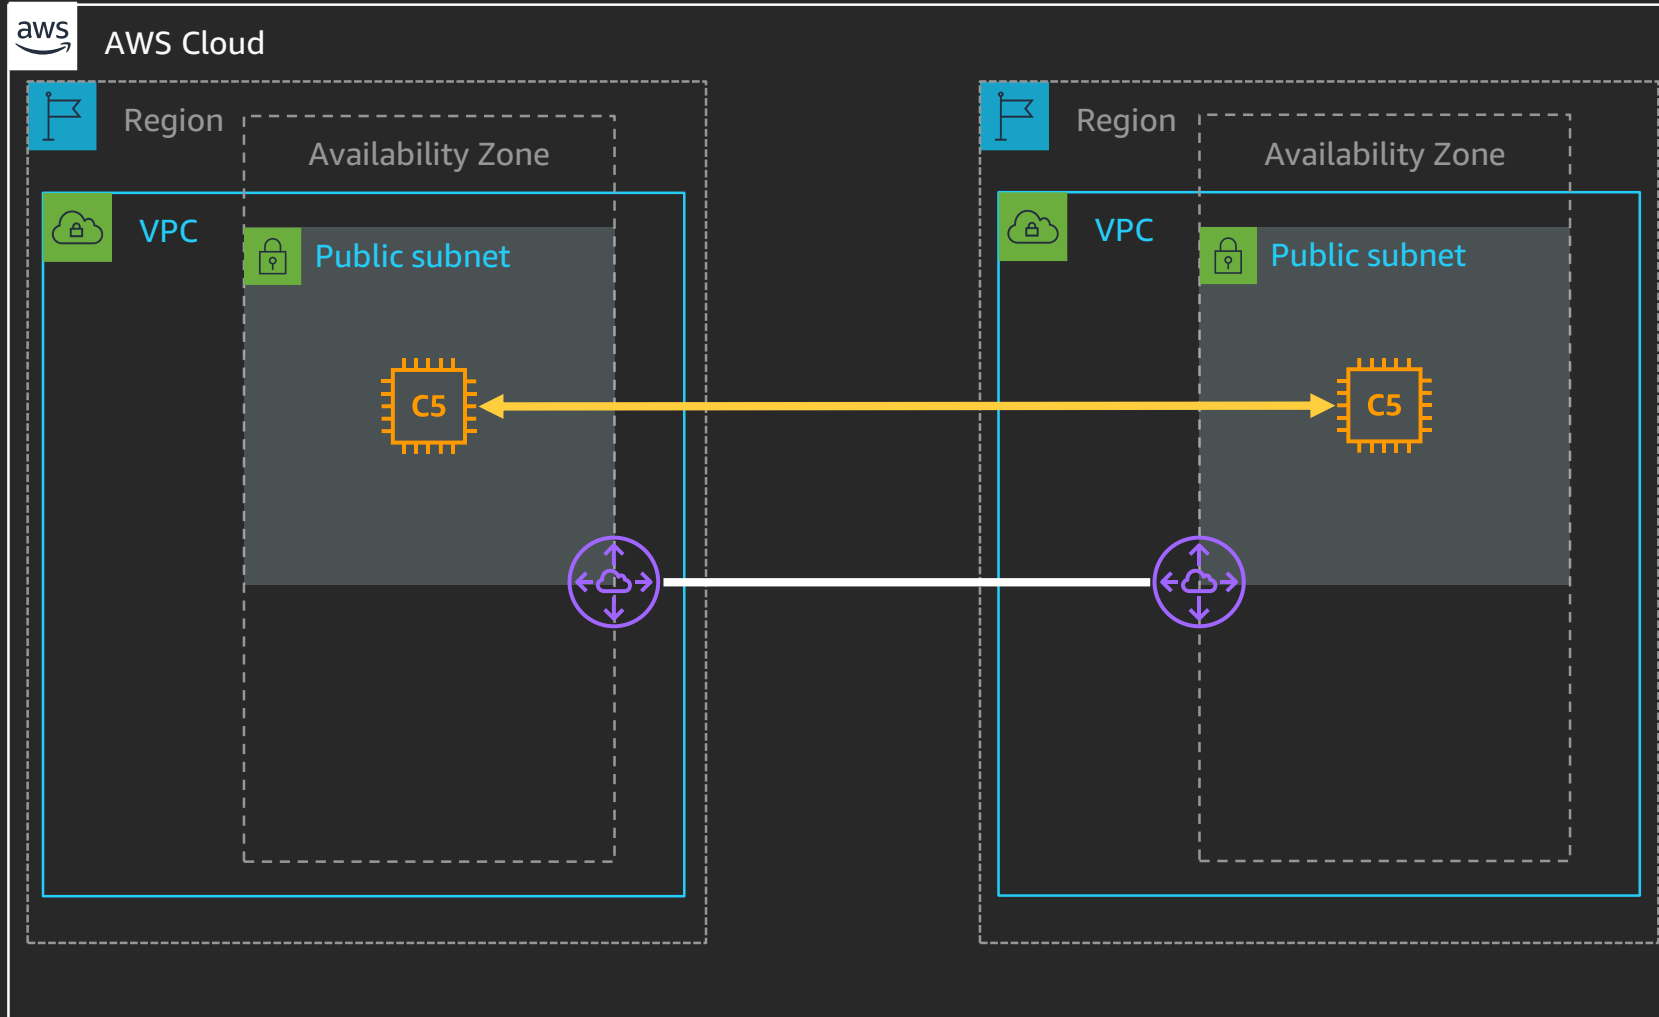 aws
AWS Cloud
Region
Availability Zone
VPC
Public subnet
C5
Region
Availability Zone
VPC
Public subnet
C5